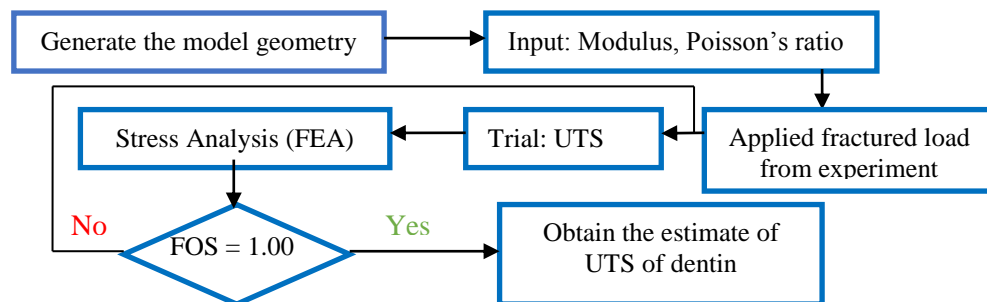 Generate the model geometry
Input: Modulus, Poisson's ratio
Applied fractured load
from experiment
Trial: UTS
Stress Analysis (FEA)
FOS = 1.00
No
Yes
Obtain the estimate of
UTS of dentin